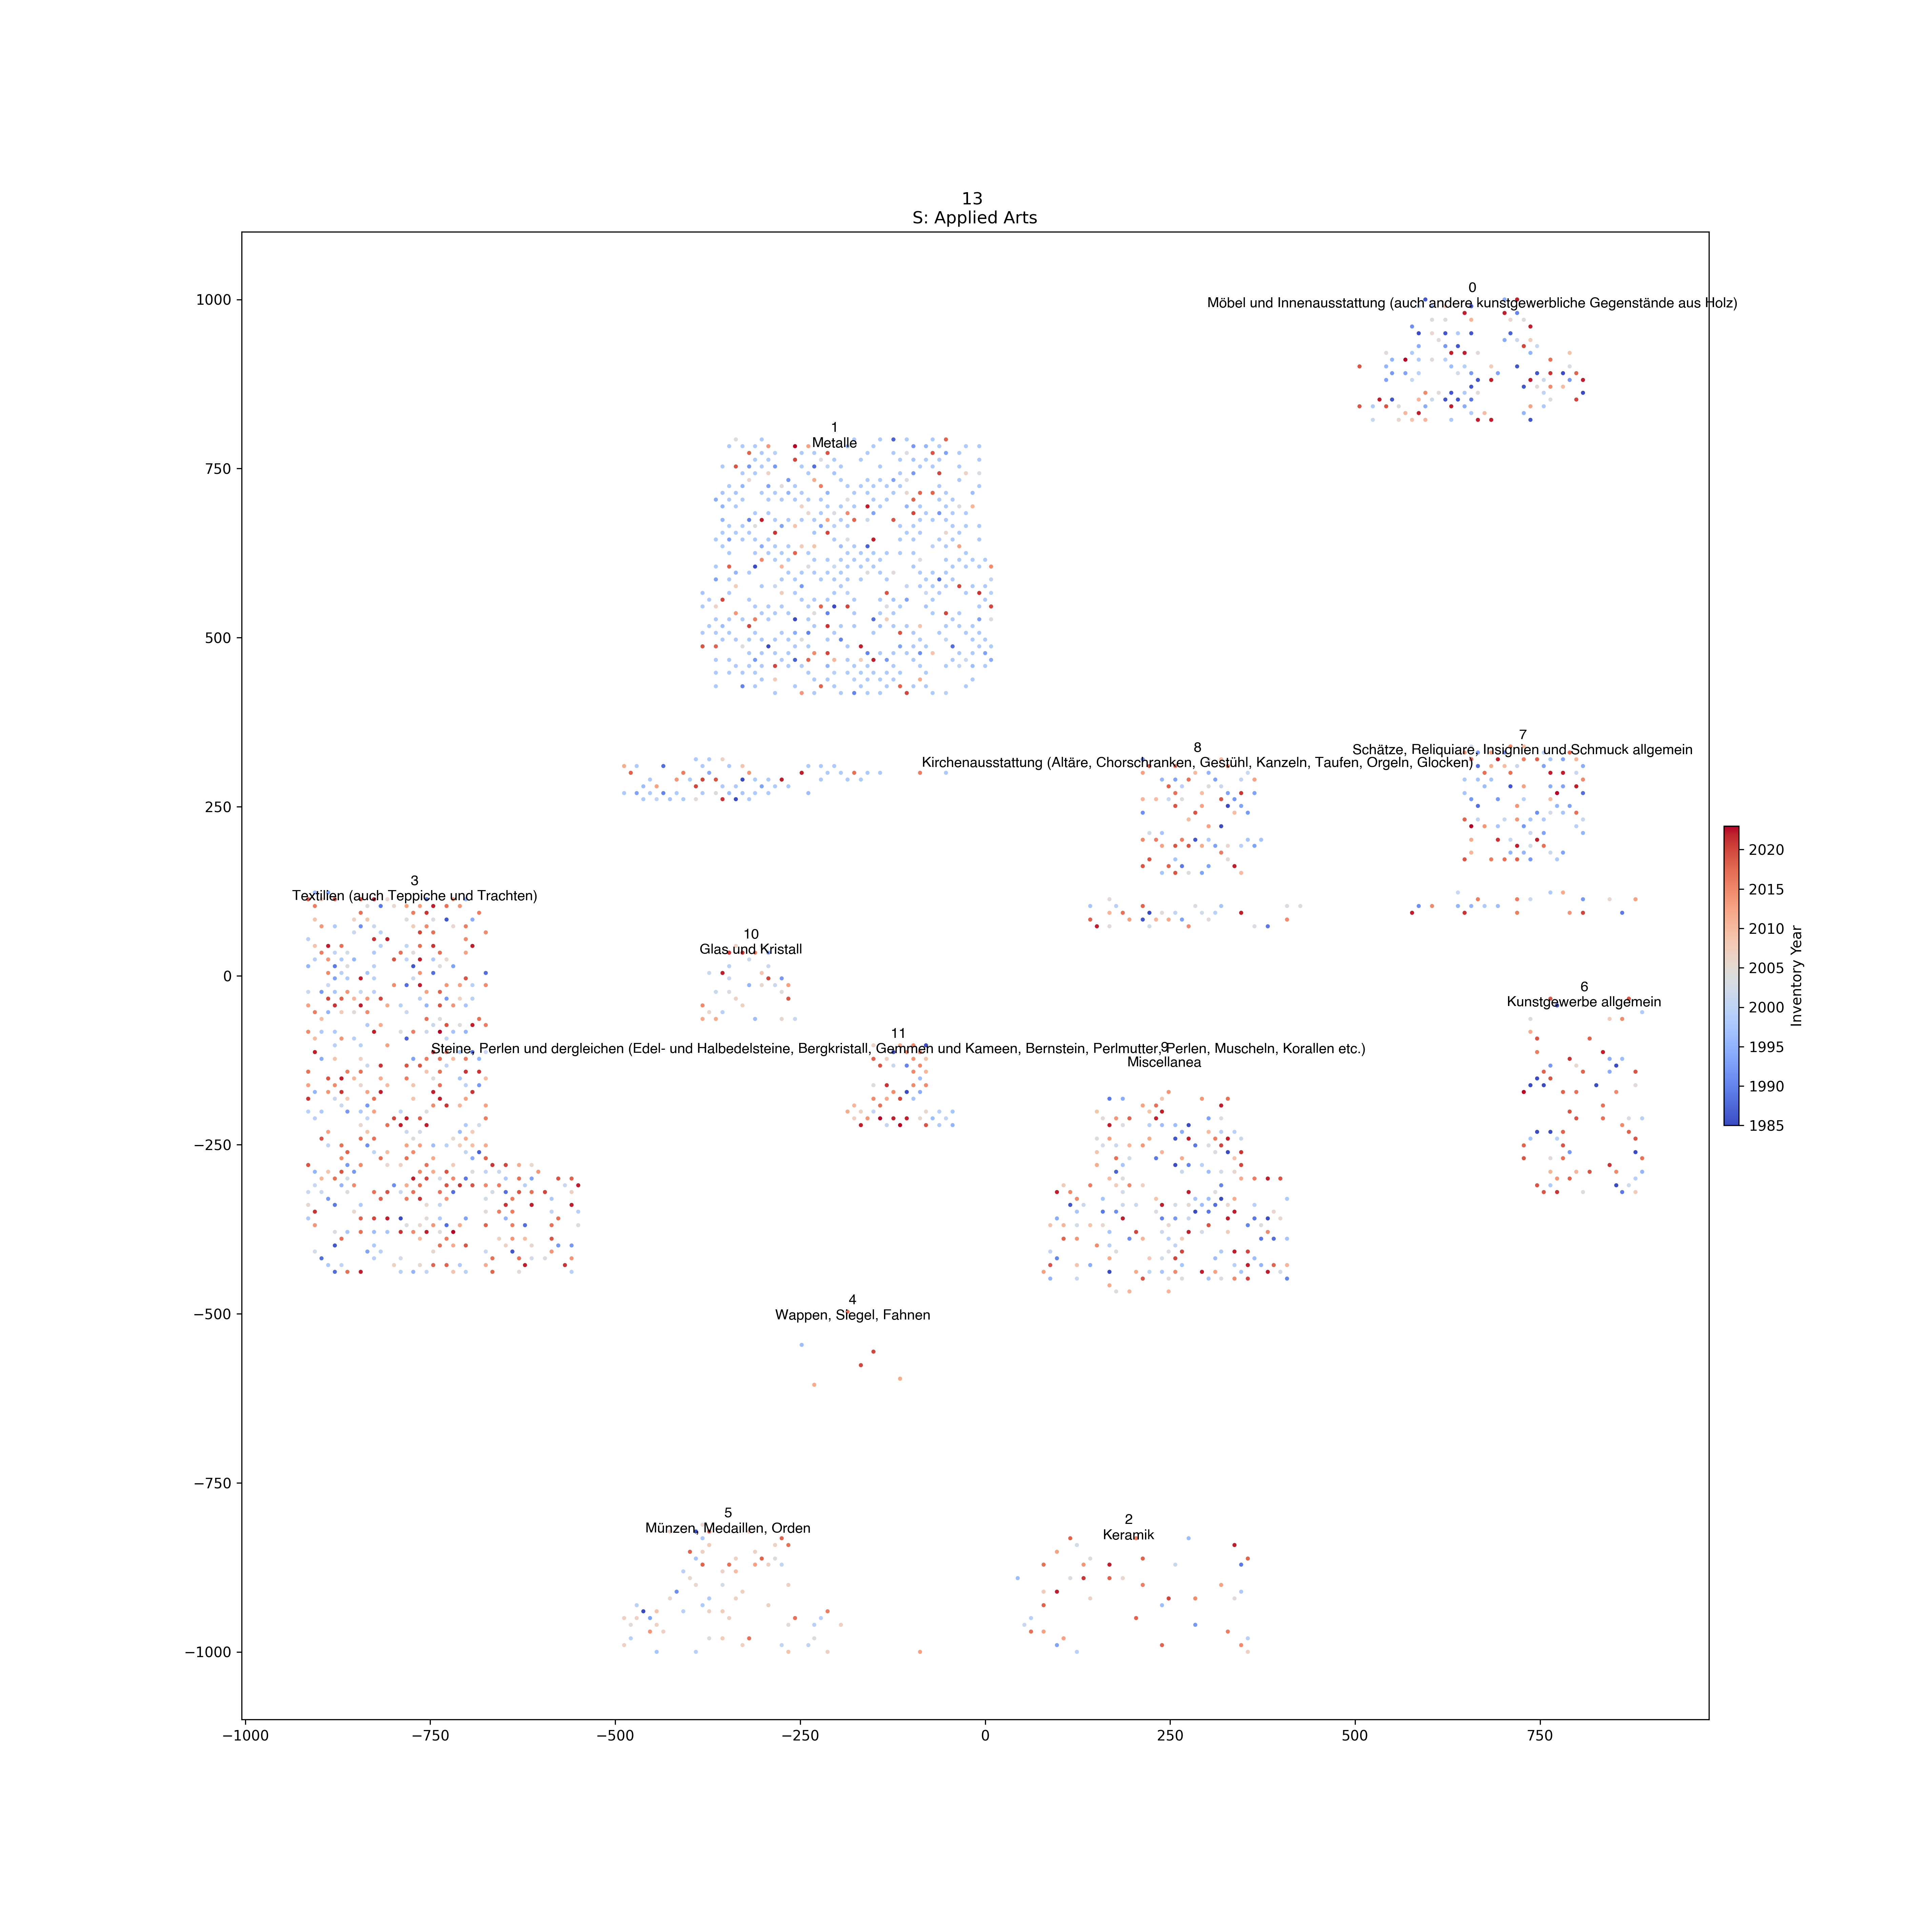 13
S: Applied Arts
0
Möbel und Innenausstattung (auch andere kunstgewerbliche Gegenstände aus Holz)
1
Metalle
8
Kirchenausstattung (Altäre, Chorschranken, Gestühl, Kanzeln, Taufen, Orgeln, Glocken)
7
Schätze, Reliquiare, Insignien und Schmuck allgemein
3
Textilien (auch Teppiche und Trachten)
10
Glas und Kristall
6
Kunstgewerbe allgemein
11
Steine, Perlen und dergleichen (Edel- und Halbedelsteine, Bergkristall, Gemmen und Kameen, Bernstein, Perlmutter, Perlen, Muscheln, Korallen etc.)
9
Miscellanea
4
Wappen, Siegel, Fahnen
5
Münzen, Medaillen, Orden
2
Keramik
1000
750
500
250
0
−250
−500
−750
−1000
−1000
−750
−500
−250
0
250
500
750
2020
2015
2010
2005
2000
1995
1990
1985
Inventory Year